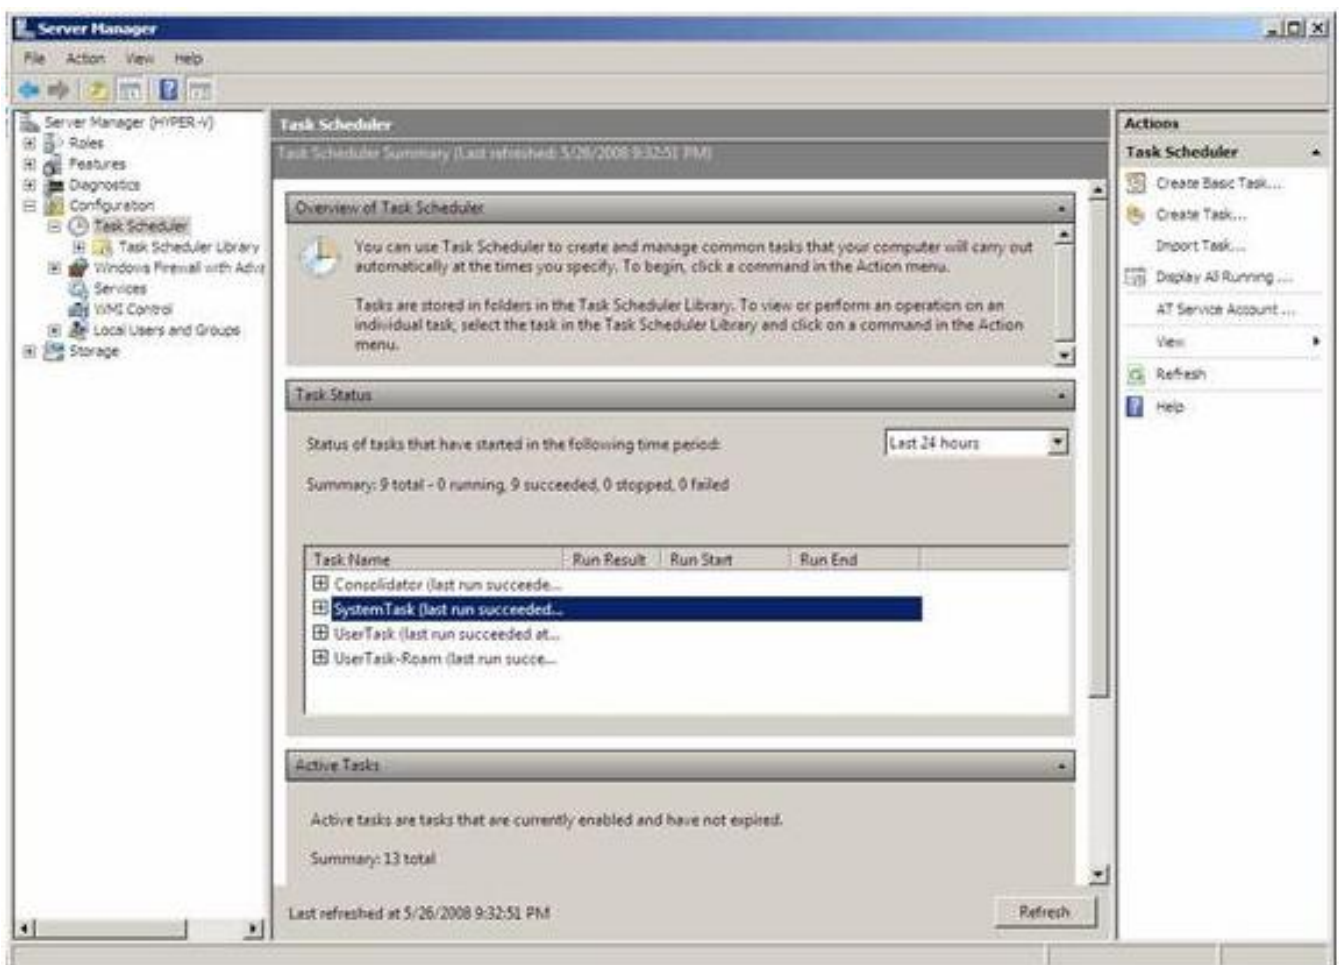 Server Manager
File Action View Help
Server Manager (HYPER-V)
Roles
Features
Diagnostics
Configuration
Task Scheduler
Task Scheduler Library
Windows Firewall with Adva
Services
WMI Control
Local Users and Groups
Storage
Task Scheduler
Task Scheduler Summary (Last refreshed: 5/26/2008 9:32:51 PM)
Overview of Task Scheduler
You can use Task Scheduler to create and manage common tasks that your computer will carry out
automatically at the times you specify. To begin, click a command in the Action menu.
Tasks are stored in folders in the Task Scheduler Library. To view or perform an operation on an
individual task, select the task in the Task Scheduler Library and click on a command in the Action
menu.
Task Status
Status of tasks that have started in the following time period:
Last 24 hours
Summary: 9 total - 0 running, 9 succeeded, 0 stopped, 0 failed
Task Name Run Result Run Start Run End
Consolidator (last run succeede...
SystemTask (last run succeeded...
UserTask (last run succeeded at...
UserTask-Roam (last run succe...
Active Tasks
Active tasks are tasks that are currently enabled and have not expired.
Summary: 13 total
Last refreshed at 5/26/2008 9:32:51 PM
Refresh
Actions
Task Scheduler
Create Basic Task...
Create Task...
Import Task...
Display All Running ...
AT Service Account ...
View
Refresh
Help